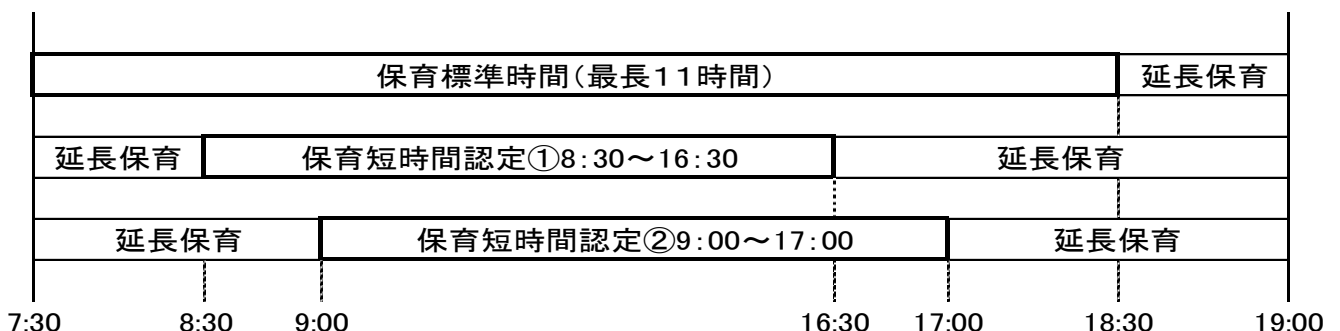 保育標準時間(最長11時間) 延長保育
延長保育 保育短時間認定①8:30～16:30 延長保育
延長保育 保育短時間認定②9:00～17:00 延長保育
7:30 8:30 9:00 16:30 17:00 18:30 19:00